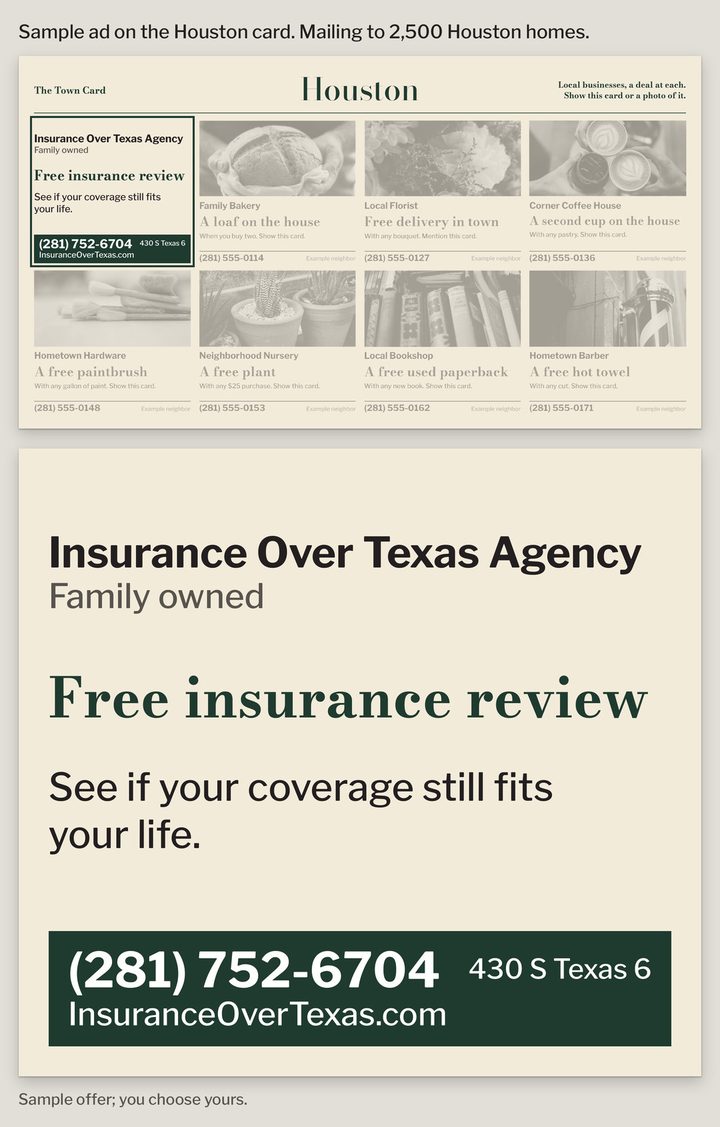 Sample ad on the Houston card. Mailing to 2,500 Houston homes.
The Town Card
Houston
Local businesses, a deal at each.
Show this card or a photo of it.
Insurance Over Texas Agency
Family owned
Free insurance review
See if your coverage still fits
your life.
(281) 752-6704
430 S Texas 6
InsuranceOverTexas.com
Family Bakery
A loaf on the house
When you buy two. Show this card.
(281) 555-0114
Example neighbor
Local Florist
Free delivery in town
With any bouquet. Mention this card.
(281) 555-0127
Example neighbor
Corner Coffee House
A second cup on the house
With any pastry. Show this card.
(281) 555-0136
Example neighbor
Hometown Hardware
A free paintbrush
With any gallon of paint. Show this card.
(281) 555-0148
Example neighbor
Neighborhood Nursery
A free plant
With any $25 purchase. Show this card.
(281) 555-0153
Example neighbor
Local Bookshop
A free used paperback
With any new book. Show this card.
(281) 555-0162
Example neighbor
Hometown Barber
A free hot towel
With any cut. Show this card.
(281) 555-0171
Example neighbor
Insurance Over Texas Agency
Family owned
Free insurance review
See if your coverage still fits
your life.
(281) 752-6704
430 S Texas 6
InsuranceOverTexas.com
Sample offer; you choose yours.